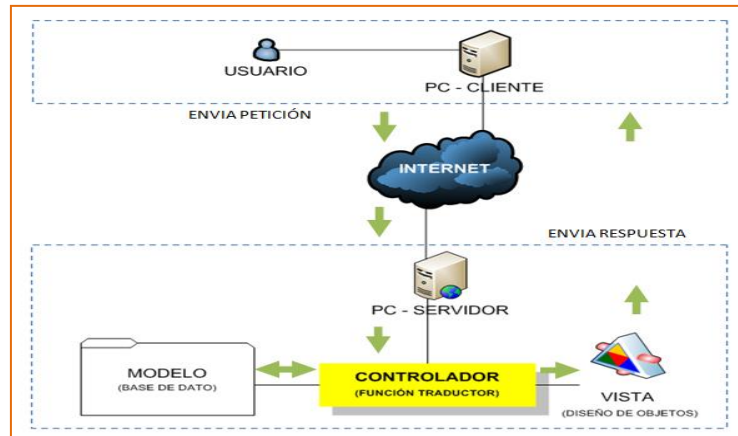 USUARIO
PC - CLIENTE
ENVIA PETICIÓN
INTERNET
ENVIA RESPUESTA
PC - SERVIDOR
MODELO
(BASE DE DATO)
CONTROLADOR
(FUNCIÓN TRADUCTOR)
VISTA
(DISEÑO DE OBJETOS)